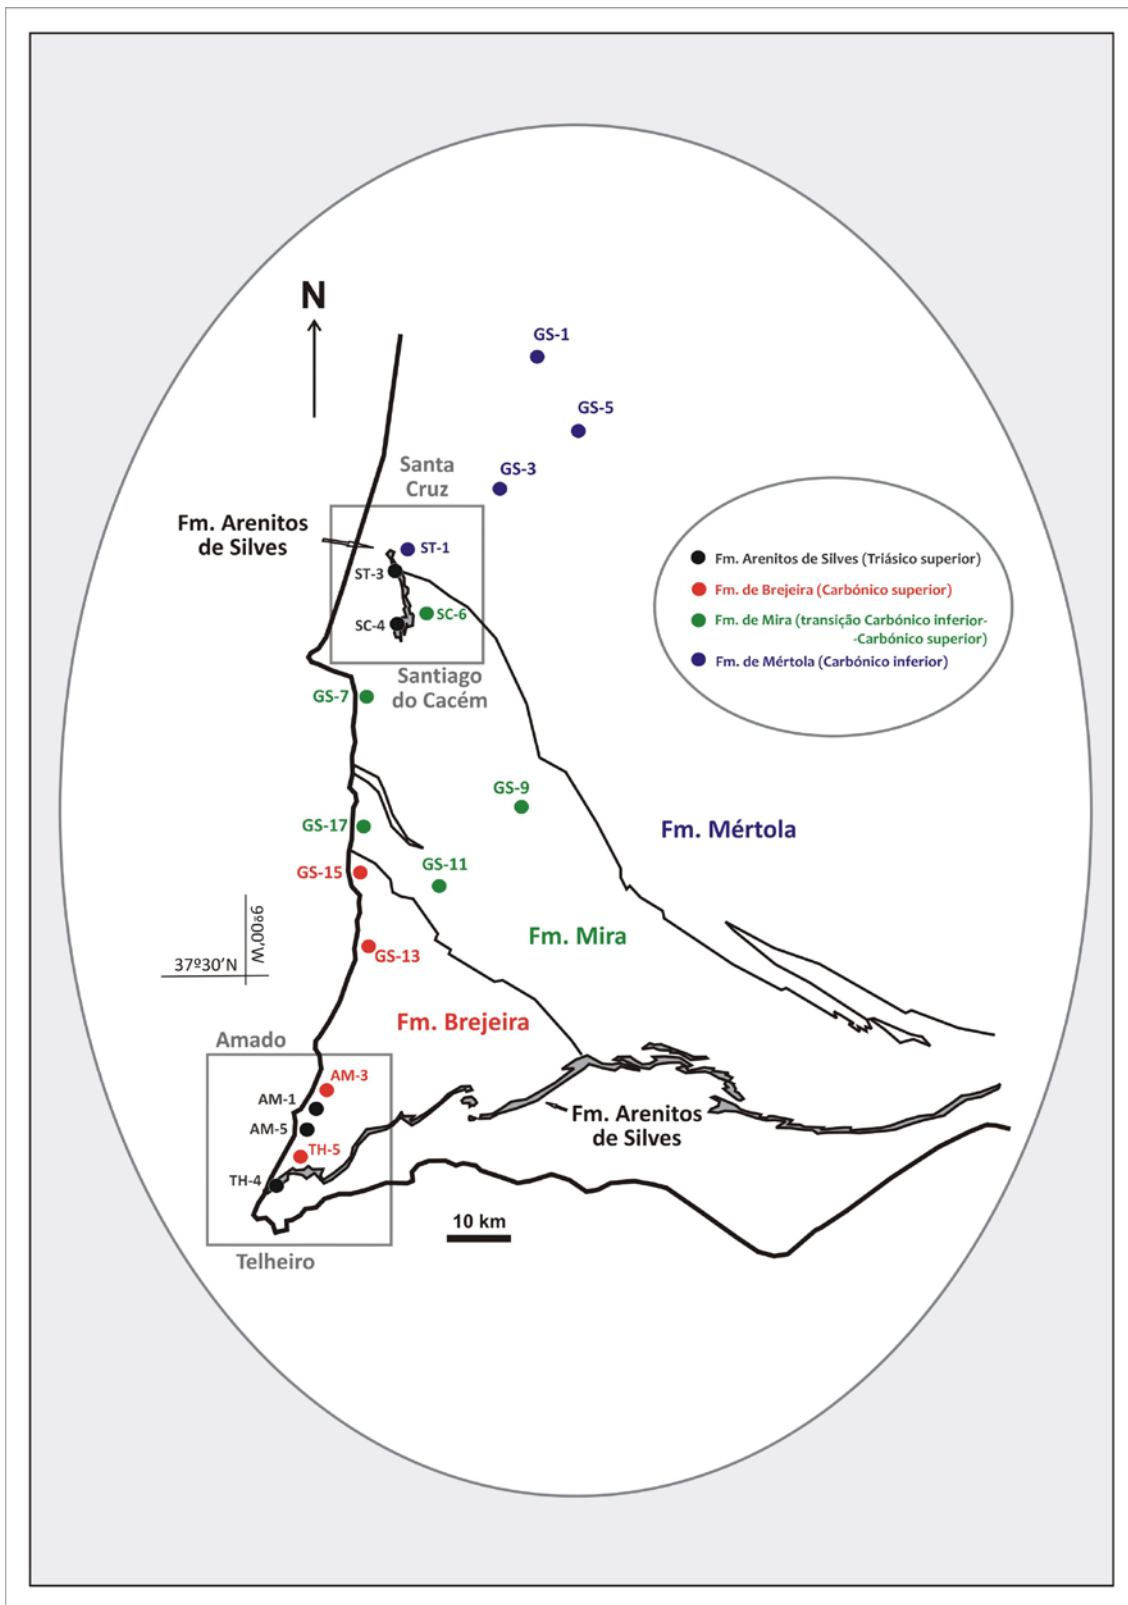 N
GS-1
GS-5
GS-3
Santa
Cruz
Fm. Arenitos
de Silves
ST-1
ST-3
SC-6
SC-4
Santiago
do Cacém
Fm. Arenitos de Silves (Triásico superior)
Fm. de Brejeira (Carbónico superior)
Fm. de Mira (transição Carbónico inferior-
-Carbónico superior)
Fm. de Mértola (Carbónico inferior)
GS-7
GS-9
GS-17
Fm. Mértola
GS-11
GS-15
9º00'W
37º30'N
Fm. Mira
GS-13
Fm. Brejeira
Amado
AM-3
AM-1
AM-5
TH-5
TH-4
Fm. Arenitos
de Silves
10 km
Telheiro